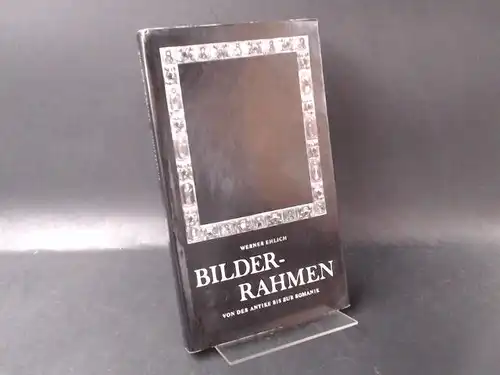 WERNER EHLICH
BILDER-
RAHMEN
VON DER ANTIKE BIS ZUR ROMANIK